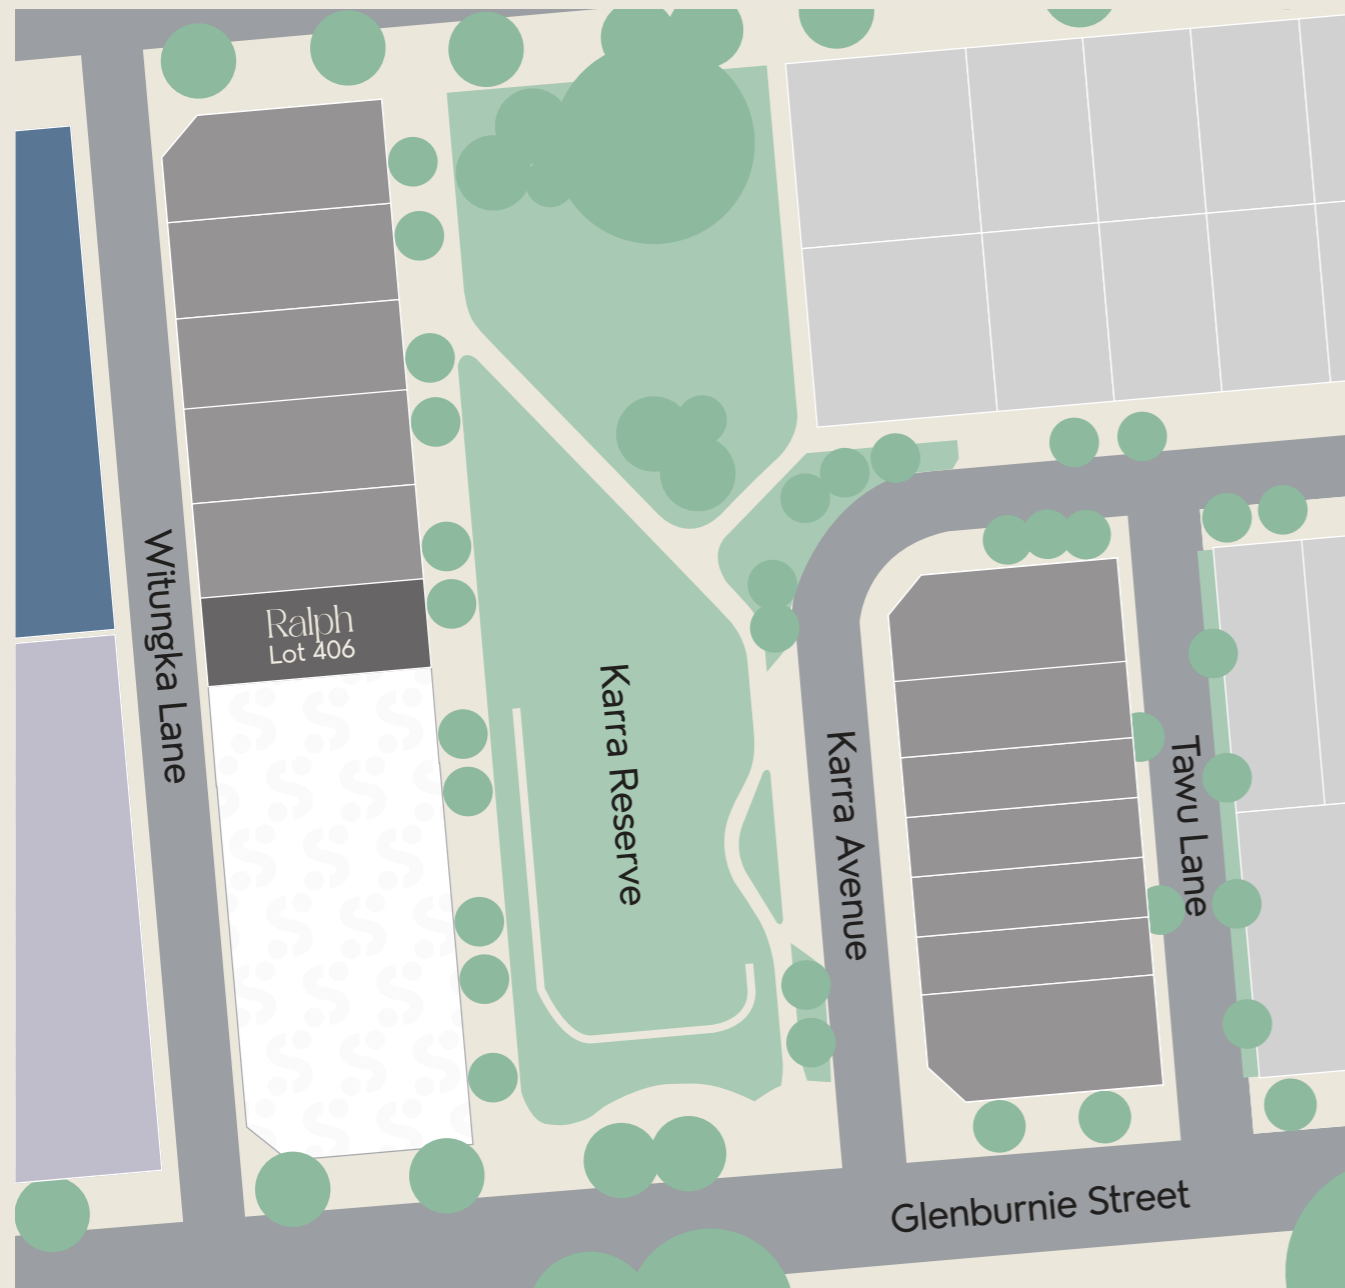 Witungka Lane
Ralph
Lot 406
Karra Reserve
Karra Avenue
Tawu Lane
Glenburnie Street